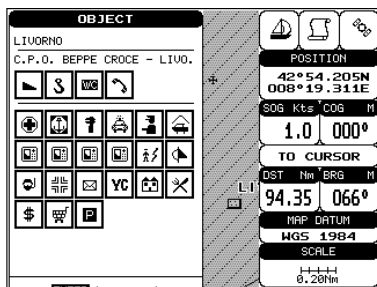 OBJECT
LIVORNO
C.P.O. BEPPE CROCE - LIVO.
WC
YC
$
P
LI
POSITION
42°54.205N
008°19.311E
SOG Kts COG M
1.0 000°
TO CURSOR
DST Nm BRG M
94.35 066°
MAP DATUM
WGS 1984
SCALE
0.20Nm